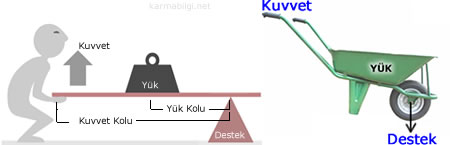 karmabilgi.net
Kuvvet
Yük
Yük Kolu
Kuvvet Kolu
Destek
Kuvvet
YÜK
Destek